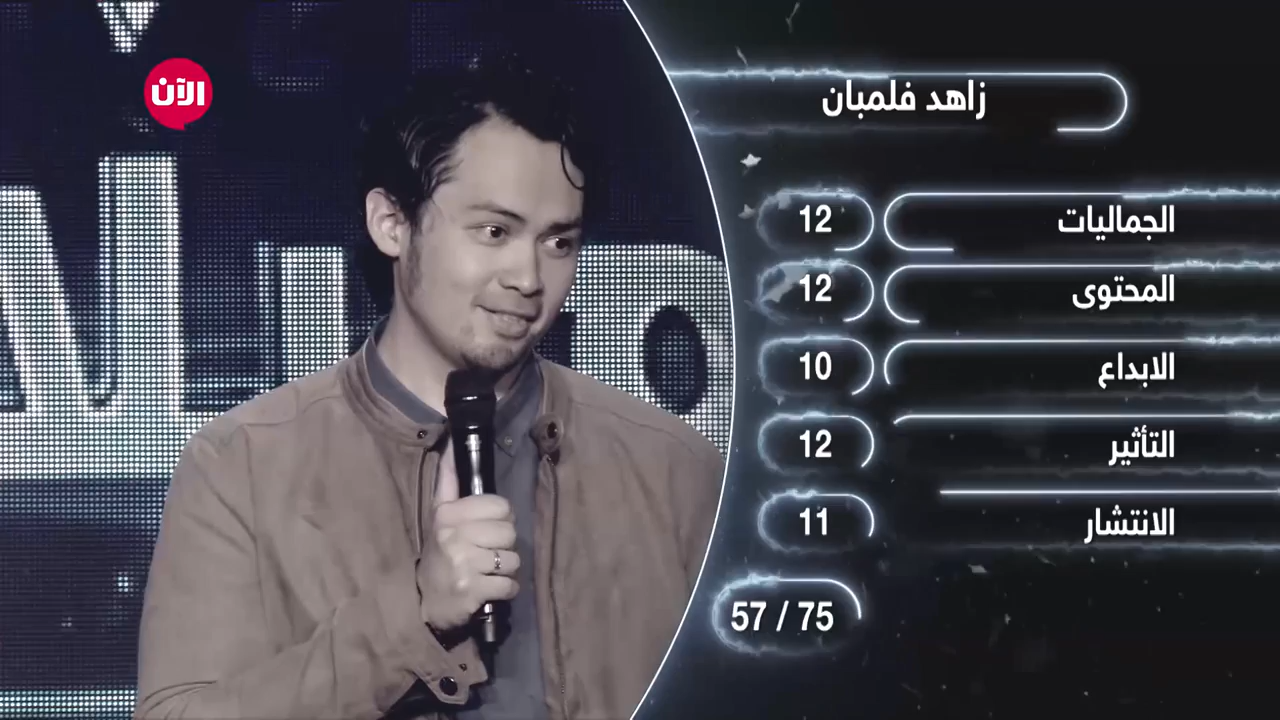 الآن
زاهد فلمبان
الجماليات 12
المحتوى 12
الابداع 10
التأثير 12
الانتشار 11
57 / 75